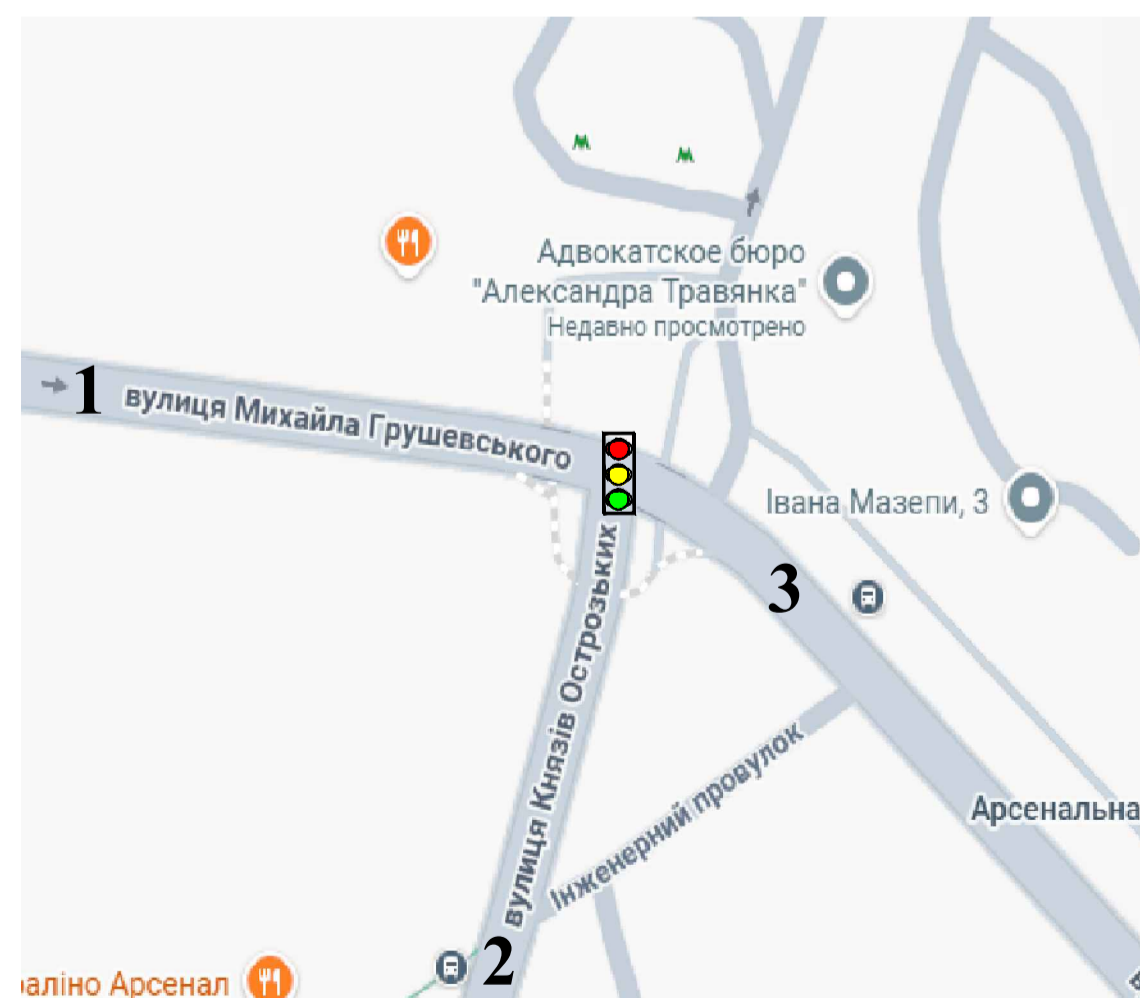 Адвокатское бюро
"Александра Травянка"
Недавно просмотрено
1
вулиця Михайла Грушевського
Івана Мазепи, 3
вулиця Князів Острозьких
3
Інженерний провулок
Арсенальна
2
раліно Арсенал